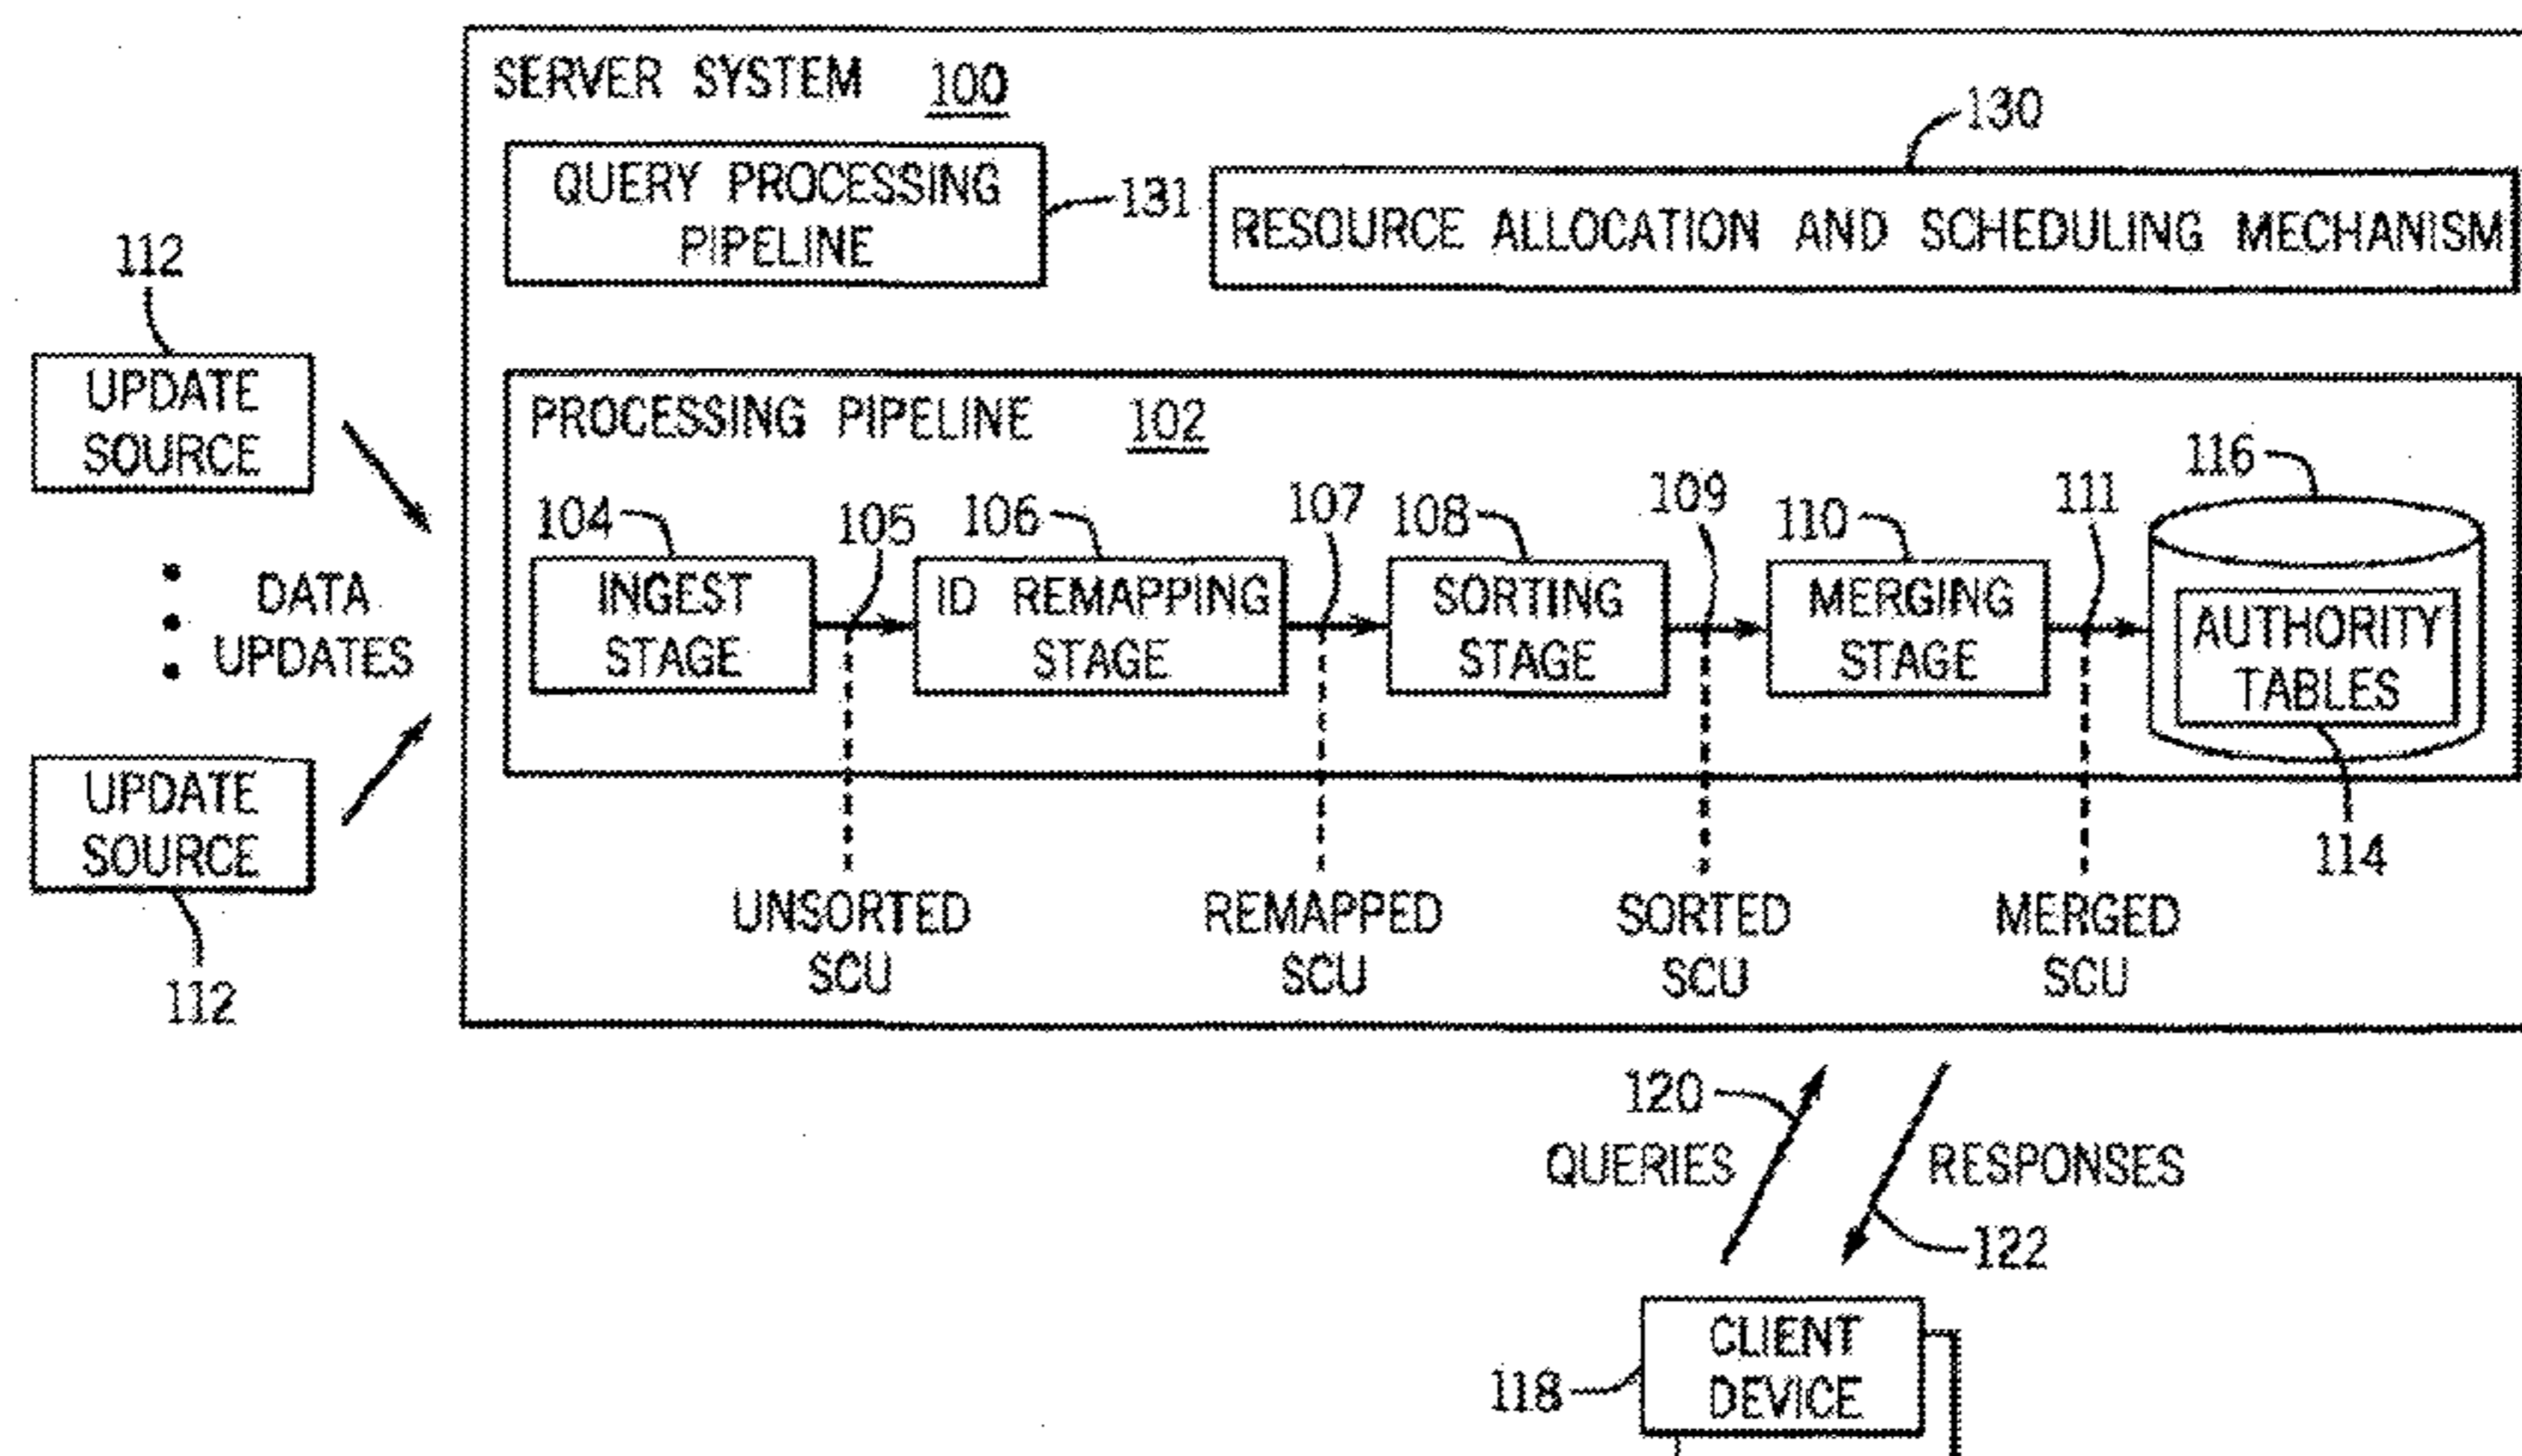 SERVER SYSTEM 100
130
QUERY PROCESSING
PIPELINE
131
RESOURCE ALLOCATION AND SCHEDULING MECHANISM
112
UPDATE
SOURCE
DATA
UPDATES
UPDATE
SOURCE
112
PROCESSING PIPELINE 102
104
105
106
107
108
109
110
111
116
INGEST
STAGE
ID REMAPPING
STAGE
SORTING
STAGE
MERGING
STAGE
AUTHORITY
TABLES
114
UNSORTED
SCU
REMAPPED
SCU
SORTED
SCU
MERGED
SCU
120
QUERIES
RESPONSES
122
CLIENT
DEVICE
118